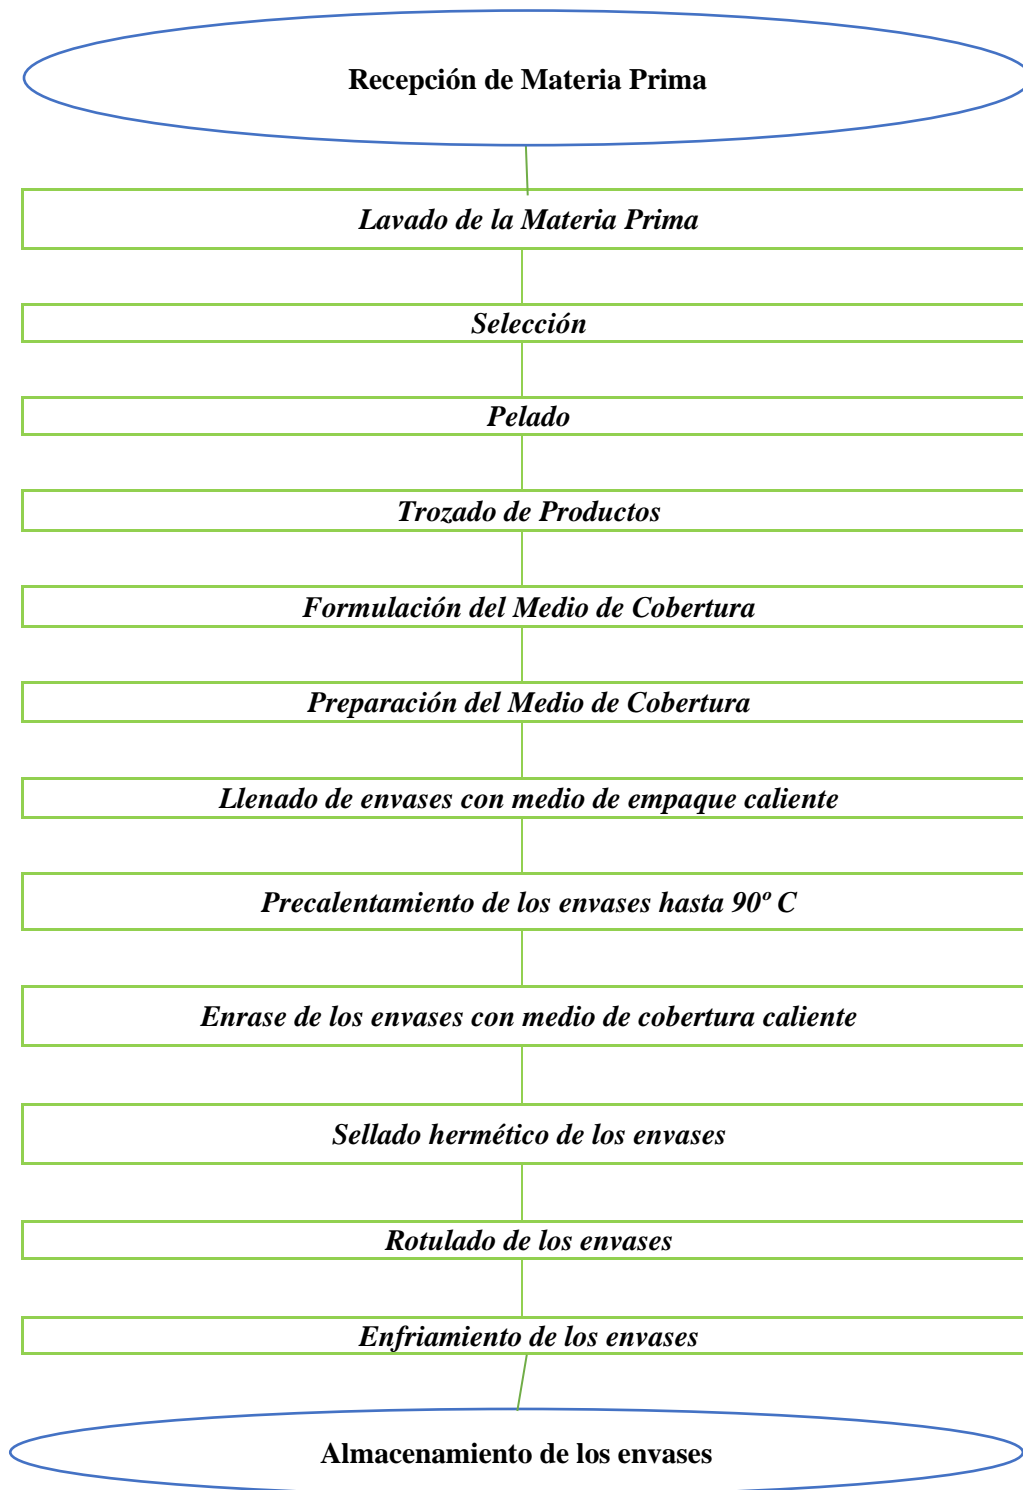 Recepción de Materia Prima
Lavado de la Materia Prima
Selección
Pelado
Trozado de Productos
Formulación del Medio de Cobertura
Preparación del Medio de Cobertura
Llenado de envases con medio de empaque caliente
Precalentamiento de los envases hasta 90º C
Enrase de los envases con medio de cobertura caliente
Sellado hermético de los envases
Rotulado de los envases
Enfriamiento de los envases
Almacenamiento de los envases